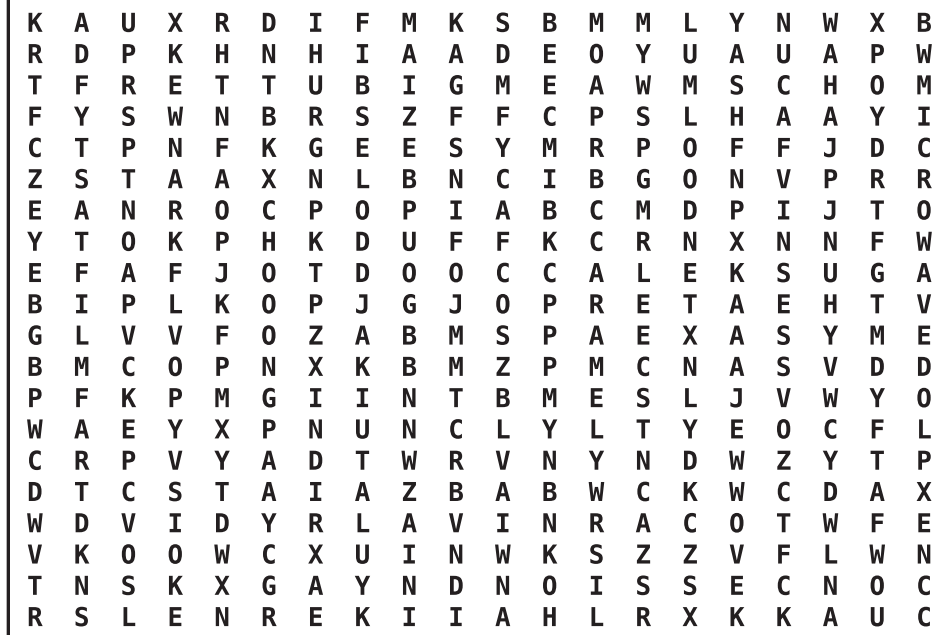 K A U X R D I F M K S B M M L Y N W X B
R D P K H N H I A A D E O Y U A U A P W
T F R E T T U B I G M E A W M S C H O M
F Y S W N B R S Z F F C P S L H A A Y I
C T P N F K G E E S Y M R P O F F J D C
Z S T A A X N L B N C I B G O N V P R R
E A N R O C P O P I A B C M D P I J T O
Y T O K P H K D U F F K C R N X N N F W
E F A F J O T D O O C C A L E K S U G A
B I P L K O P J G J O P R E T A E H T V
G L V V F O Z A B M S P A E X A S Y M E
B M C O P N X K B M Z P M C N A S V D D
P F K P M G I I N T B M E S L J V W Y O
W A E Y X P N U N C L Y L T Y E O C F L
C R P V Y A D T W R V N Y N D W Z Y T P
D T C S T A I A Z B A B W C K W C D A X
W D V I D Y R L A V I N R A C O T W F E
V K O O W C X U I N W K S Z Z V F L W N
T N S K X G A Y N D N O I S S E C N O C
R S L E N R E K I I A H L R X K K A U C